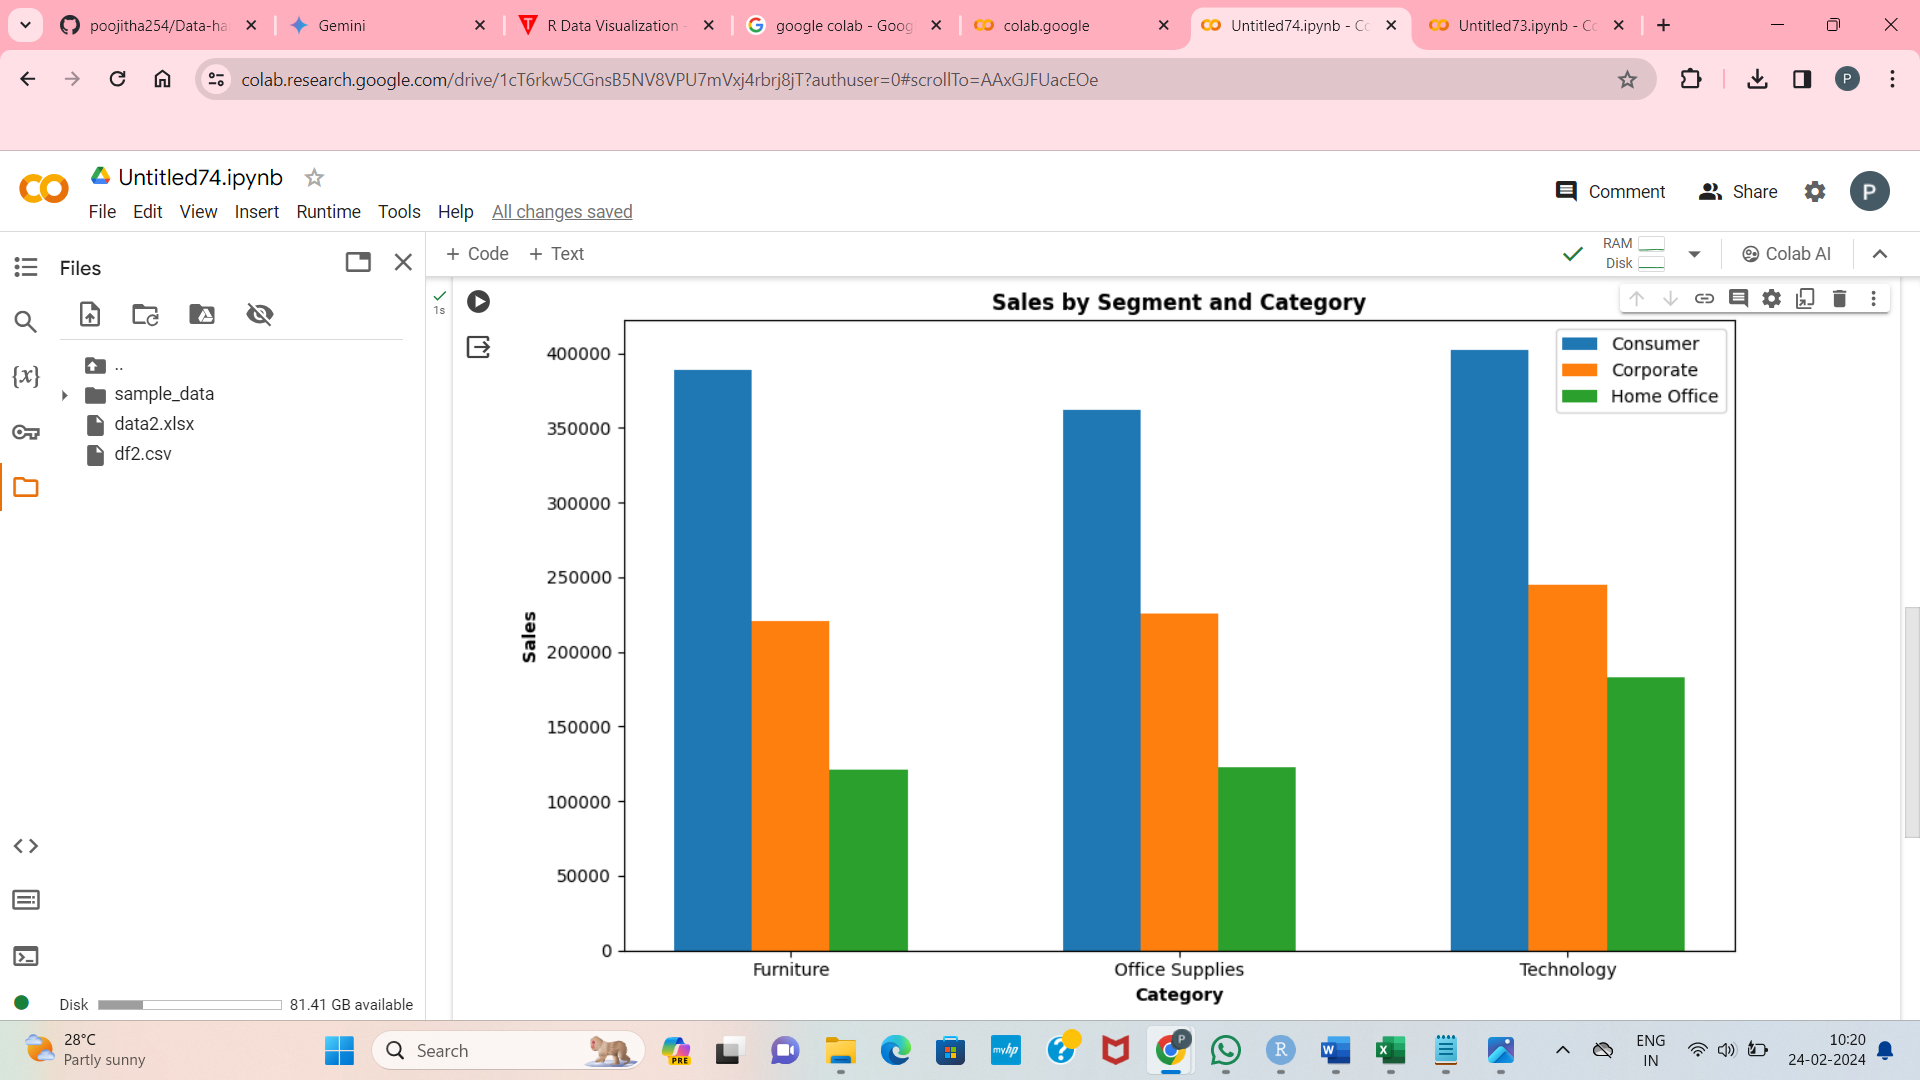 poojitha254/Data-ha
Gemini
R Data Visualization -
google colab - Goog
colab.google
Untitled74.ipynb - Co
Untitled73.ipynb - Co
colab.research.google.com/drive/1cT6rkw5CGnsB5NV8VPU7mVxj4rbrj8jT?authuser=0#scrollTo=AAxGJFUacEOe
P
Untitled74.ipynb
File Edit View Insert Runtime Tools Help All changes saved
Comment
Share
P
Files
+ Code + Text
RAM
Disk
Colab AI
..
sample_data
data2.xlsx
df2.csv
1s
Sales by Segment and Category
Consumer
Corporate
Home Office
400000
350000
300000
250000
200000
150000
100000
50000
0
Sales
Furniture
Office Supplies
Technology
Category
Disk
81.41 GB available
28°C
Partly sunny
Search
PRE
myhp
P
R
W
X
ENG
IN
10:20
24-02-2024